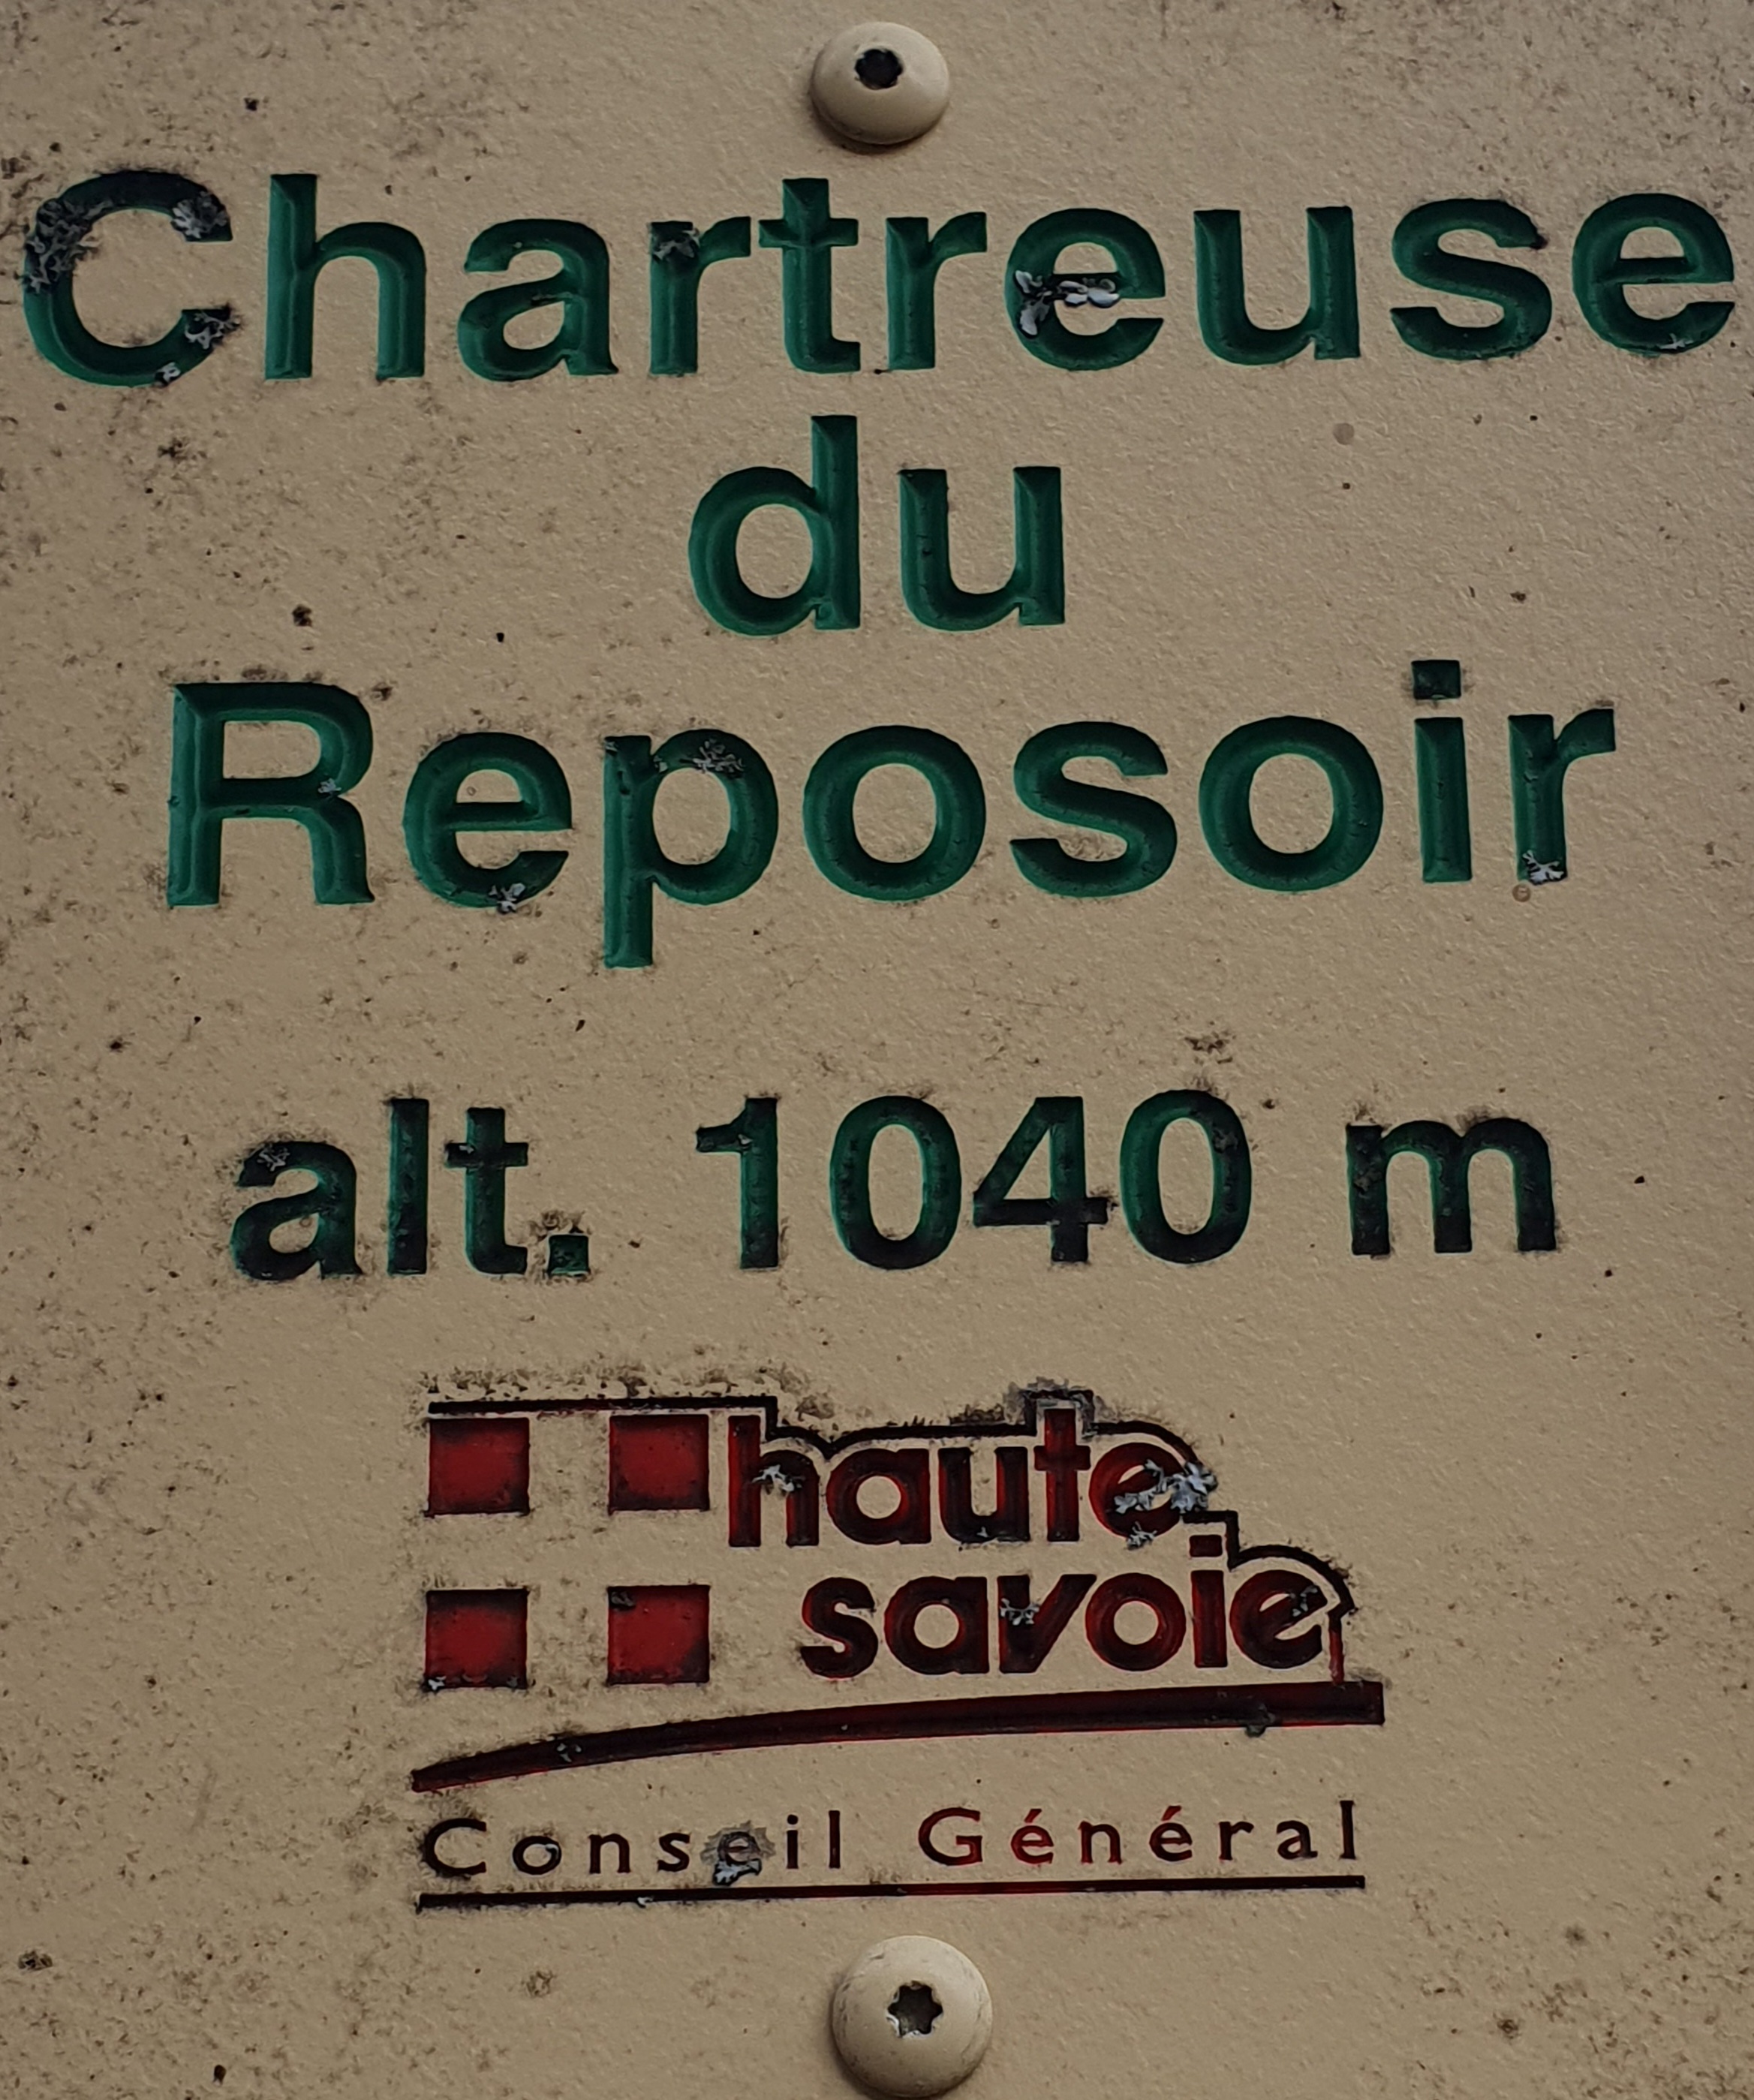 Chartreuse
du
Reposoir
alt. 1040 m
haute
savoie
Conseil Général